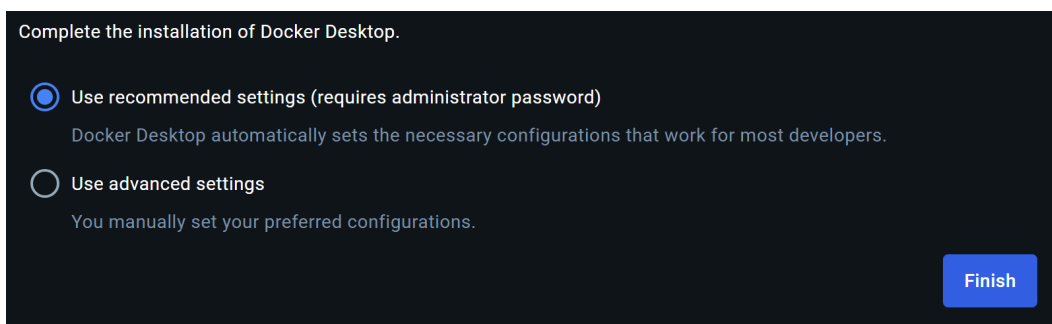 Complete the installation of Docker Desktop.
Use recommended settings (requires administrator password)
Docker Desktop automatically sets the necessary configurations that work for most developers.
Use advanced settings
You manually set your preferred configurations.
Finish